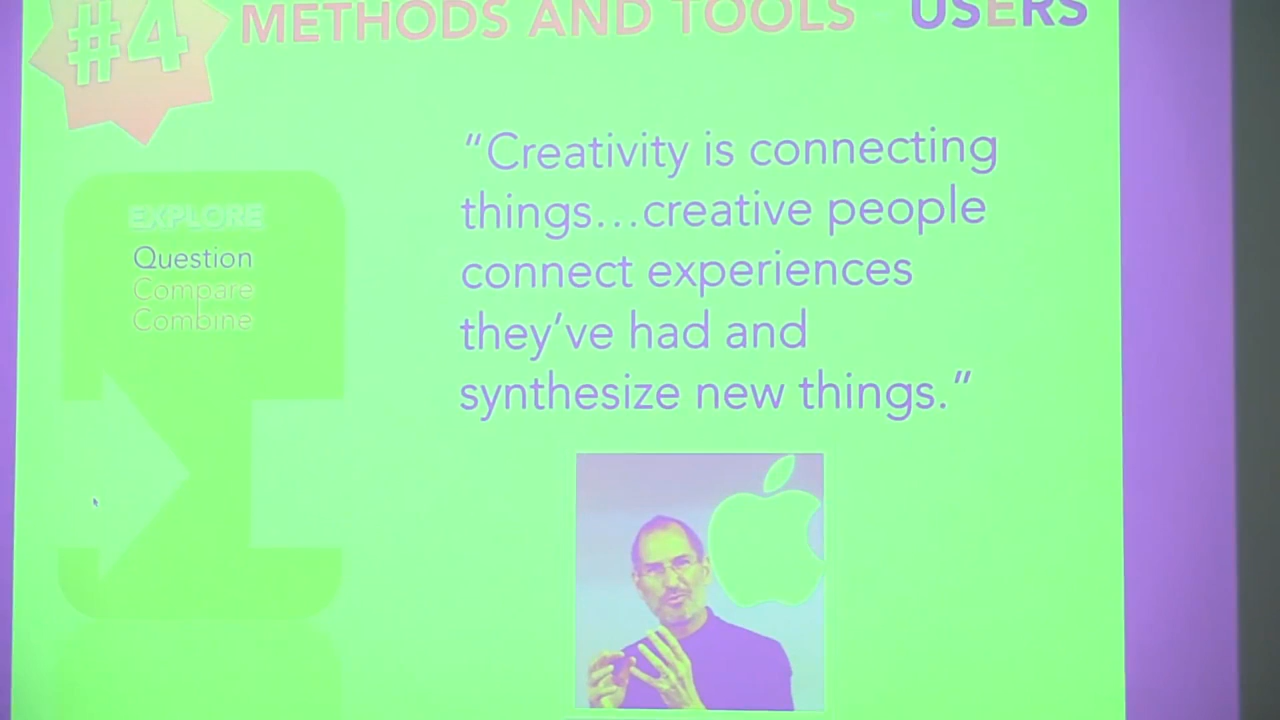 #4
METHODS AND TOOLS USERS
EXPLORE
Question
Compare
Combine
“Creativity is connecting
things...creative people
connect experiences
they’ve had and
synthesize new things.”